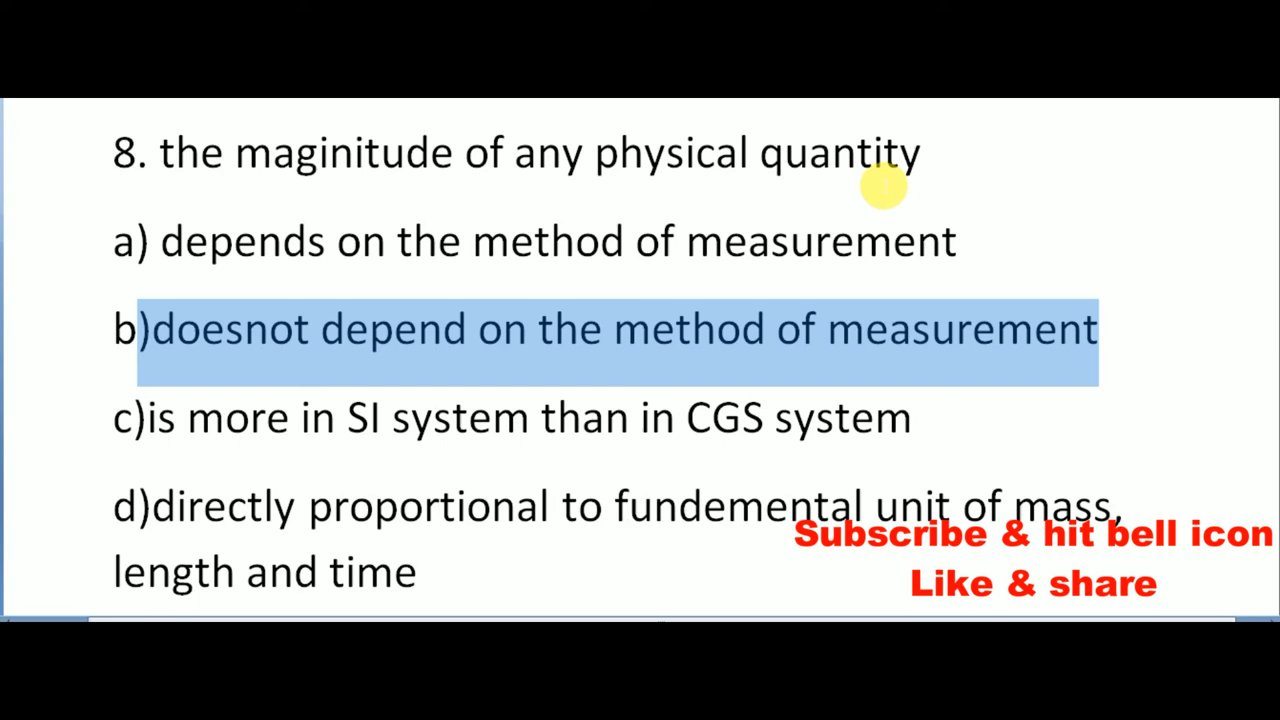 8. the maginitude of any physical quantity
a) depends on the method of measurement
b)doesnot depend on the method of measurement
c)is more in SI system than in CGS system
d)directly proportional to fundemental unit of mass,
length and time
Subscribe & hit bell icon
Like & share